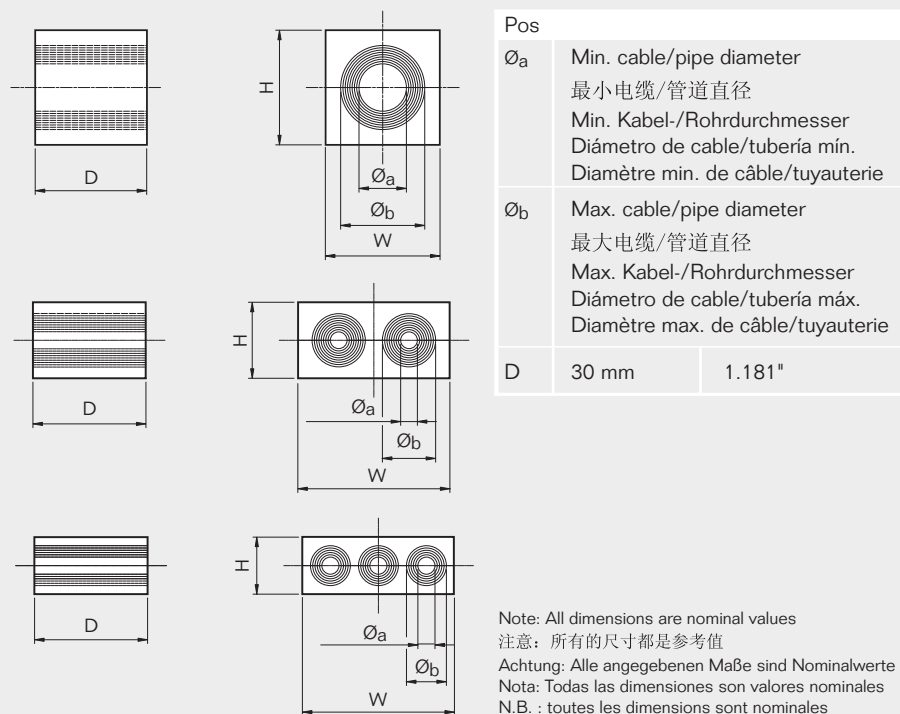 H
D
Øa
Øb
W
H
D
Øa
Øb
W
H
D
Øa
Øb
W
Pos
Øa Min. cable/pipe diameter
最小电缆/管道直径
Min. Kabel-/Rohrdurchmesser
Diámetro de cable/tubería mín.
Diamètre min. de câble/tuyauterie
Øb Max. cable/pipe diameter
最大电缆/管道直径
Max. Kabel-/Rohrdurchmesser
Diámetro de cable/tubería máx.
Diamètre max. de câble/tuyauterie
D 30 mm 1.181"
Note: All dimensions are nominal values
注意：所有的尺寸都是参考值
Achtung: Alle angegebenen Maße sind Nominalwerte
Nota: Todas las dimensiones son valores nominales
N.B. : toutes les dimensions sont nominales